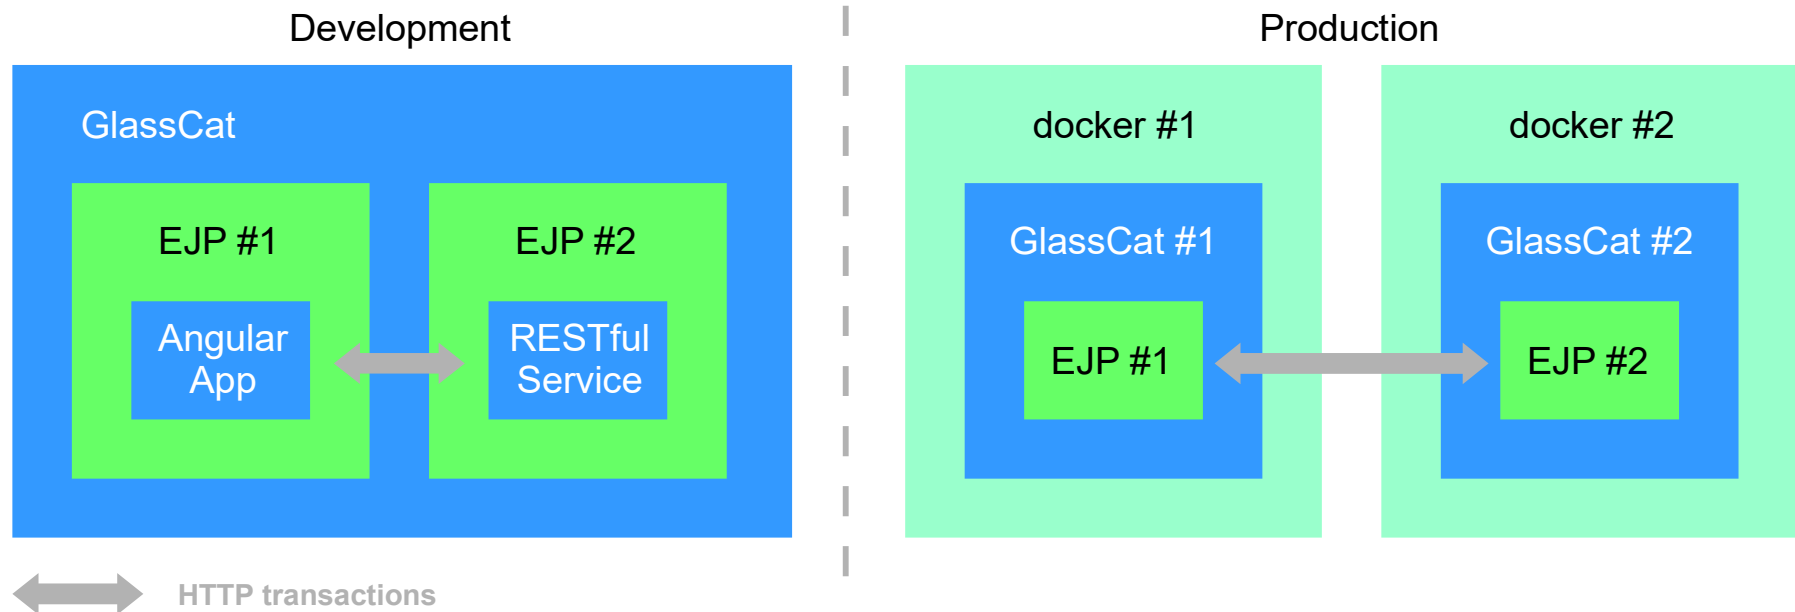 Development
GlassCat
EJP #1
EJP #2
Angular
App
RESTful
Service
Production
docker #1
docker #2
GlassCat #1
GlassCat #2
EJP #1
EJP #2
HTTP transactions